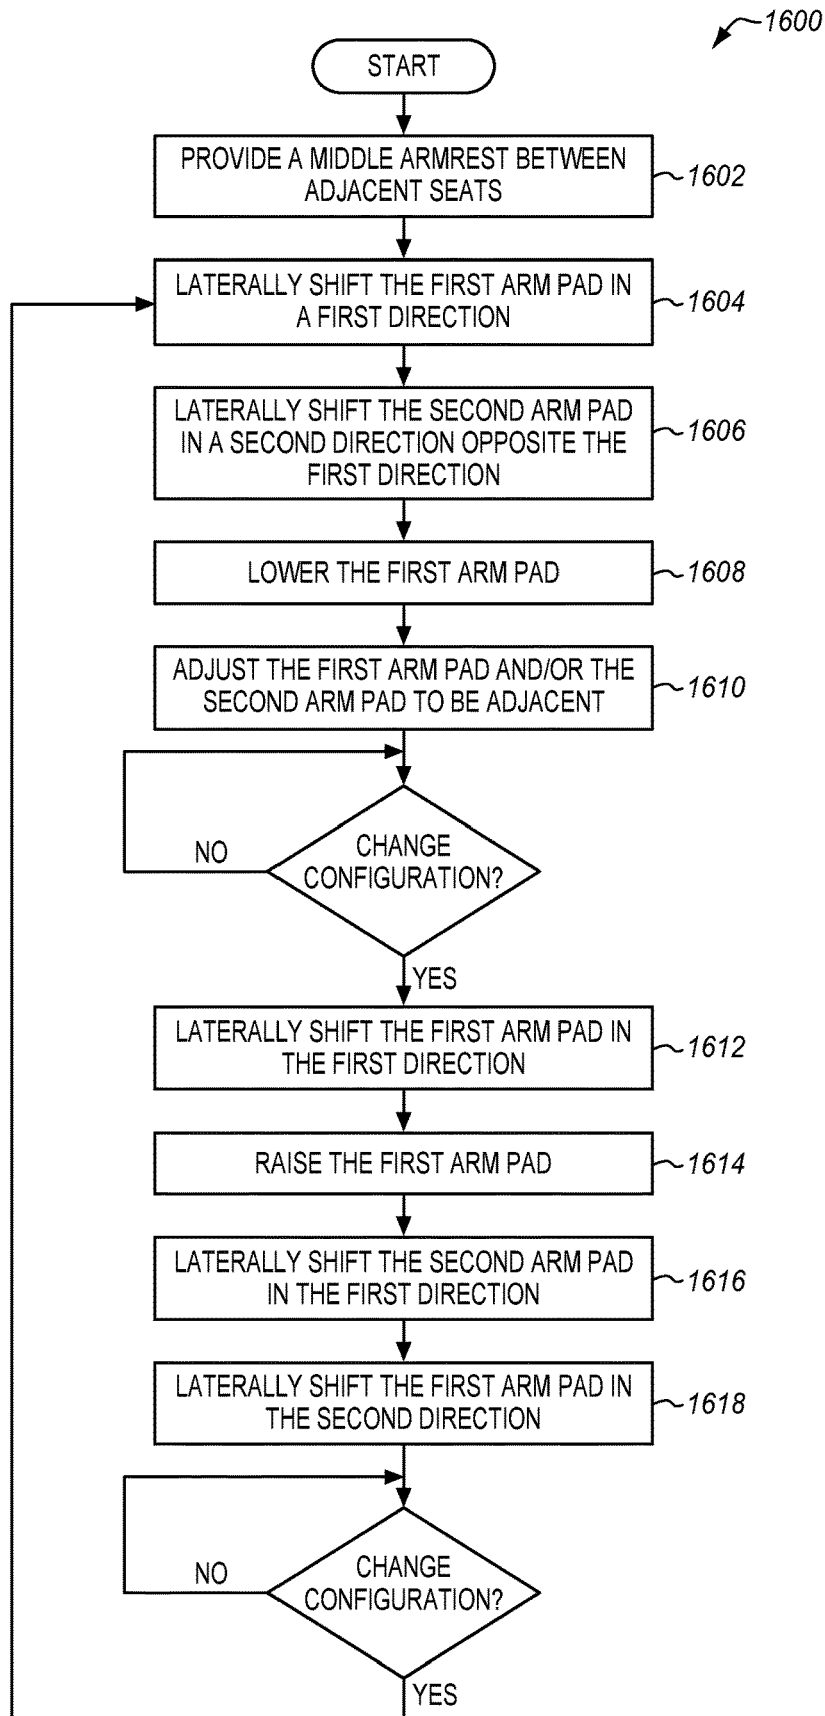 1600
START
PROVIDE A MIDDLE ARMREST BETWEEN
ADJACENT SEATS
1602
LATERALLY SHIFT THE FIRST ARM PAD IN
A FIRST DIRECTION
1604
LATERALLY SHIFT THE SECOND ARM PAD
IN A SECOND DIRECTION OPPOSITE THE
FIRST DIRECTION
1606
LOWER THE FIRST ARM PAD
1608
ADJUST THE FIRST ARM PAD AND/OR THE
SECOND ARM PAD TO BE ADJACENT
1610
CHANGE
CONFIGURATION?
NO
YES
LATERALLY SHIFT THE FIRST ARM PAD IN
THE FIRST DIRECTION
1612
RAISE THE FIRST ARM PAD
1614
LATERALLY SHIFT THE SECOND ARM PAD
IN THE FIRST DIRECTION
1616
LATERALLY SHIFT THE FIRST ARM PAD IN
THE SECOND DIRECTION
1618
CHANGE
CONFIGURATION?
NO
YES